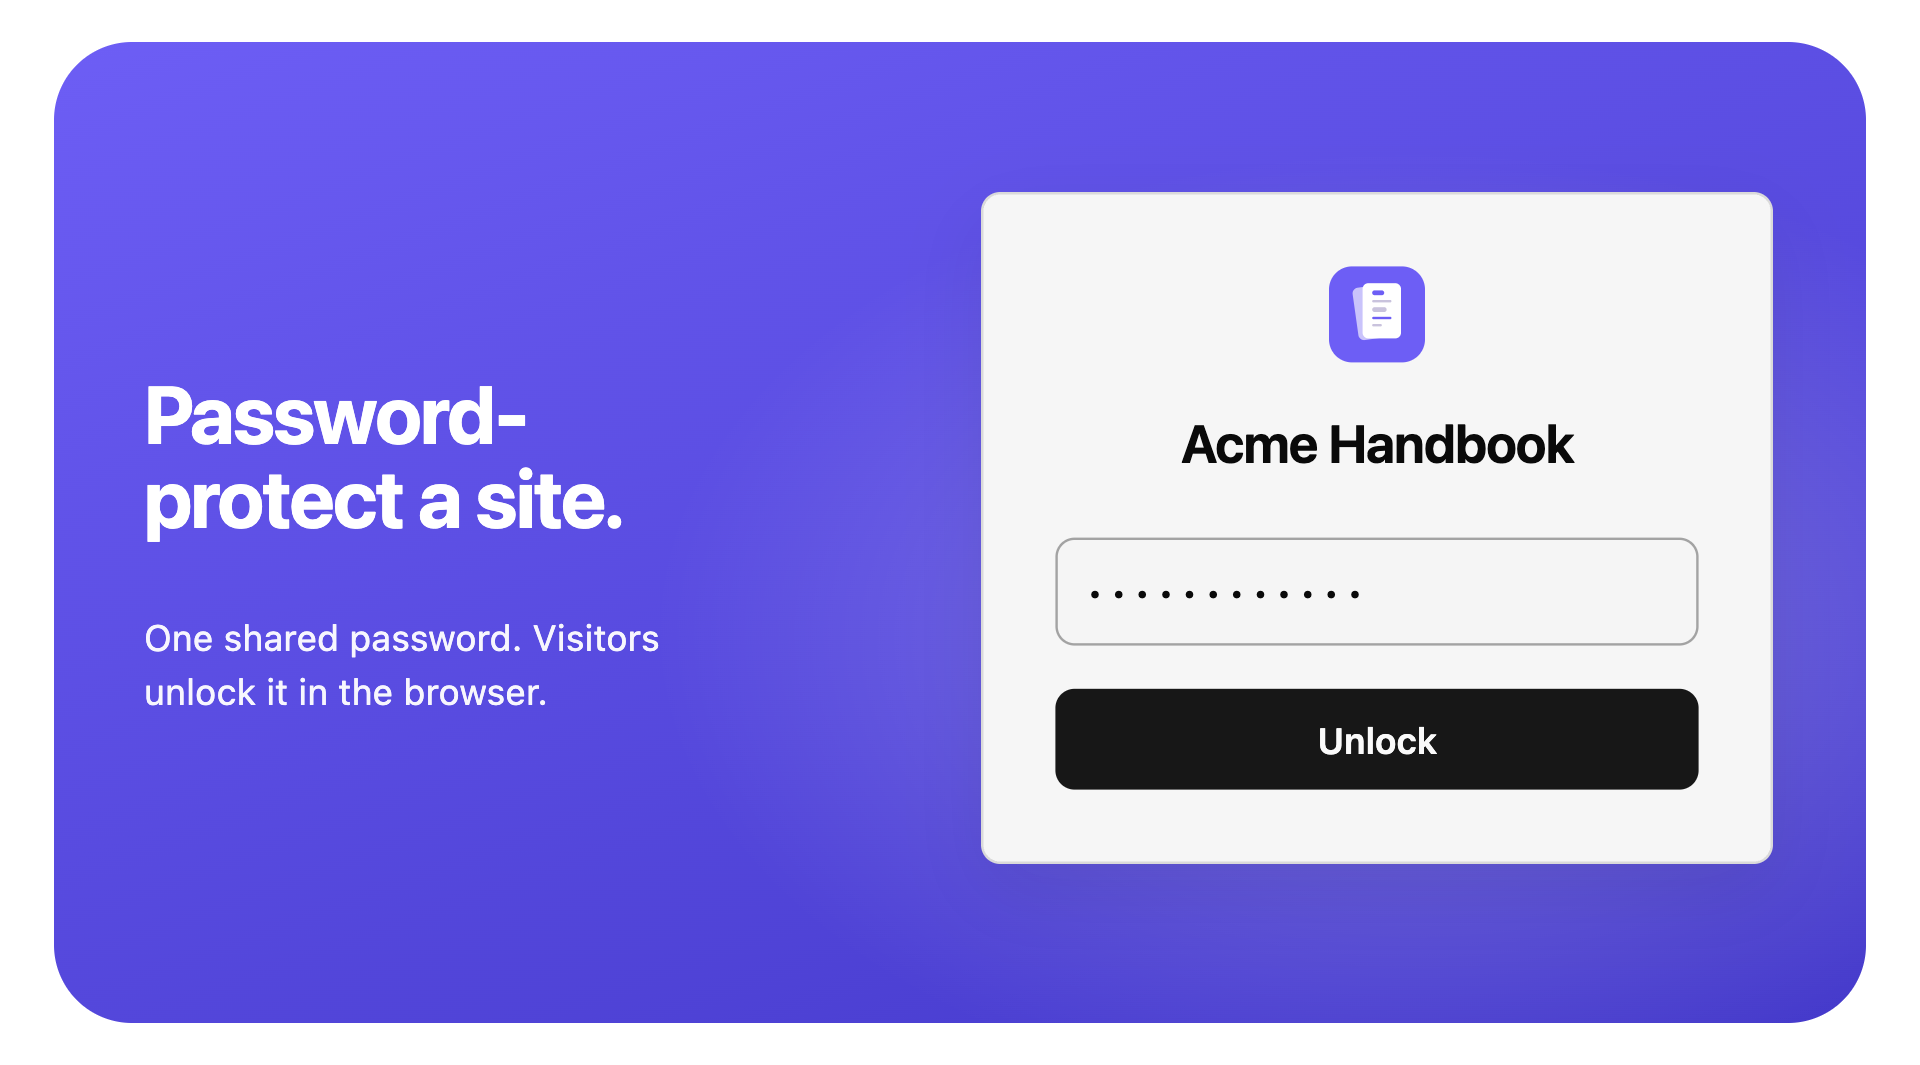 Password-
protect a site.
One shared password. Visitors
unlock it in the browser.
Acme Handbook
••••••••••••
Unlock